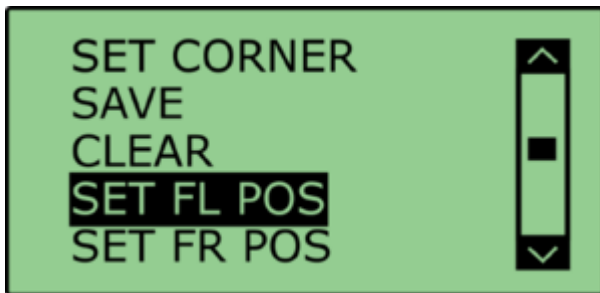 SET CORNER
SAVE
CLEAR
SET FL POS
SET FR POS